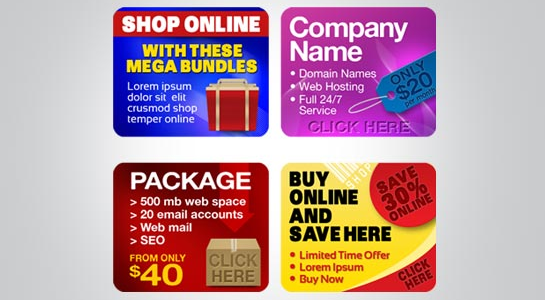 SHOP ONLINE
WITH THESE
MEGA BUNDLES
Lorem ipsum
dolor sit elit
crusmod shop
temper online
Company
Name
• Domain Names
• Web Hosting
• Full 24/7
Service
ONLY
$20
per month
CLICK HERE
PACKAGE
> 500 mb web space
> 20 email accounts
> Web mail
> SEO
FROM ONLY
$40
CLICK
HERE
SHOP
BUY
ONLINE
AND
SAVE HERE
SAVE
30%
ONLINE
• Limited Time Offer
• Lorem Ipsum
• Buy Now
CLICK
HERE